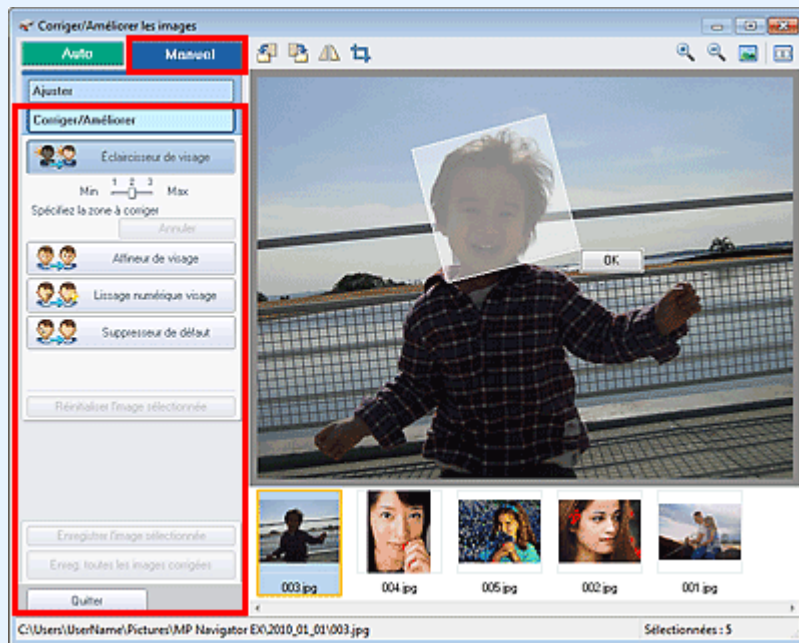 Corriger/Améliorer les images
Auto Manuel
Ajuster
Corriger/Améliorer
Éclaircisseur de visage
1 2 3
Min Max
Spécifiez la zone à corriger
Annuler
Affineur de visage
Lissage numérique visage
Suppresseur de défaut
Réinitialiser l'image sélectionnée
Enregistrer l'image sélectionnée
Enreg. toutes les images corrigées
Quitter
OK
003.jpg 004.jpg 005.jpg 002.jpg 001.jpg
C:\Users\UserName\Pictures\MP Navigator EX\2010_01_01\003.jpg Sélectionnées : 5